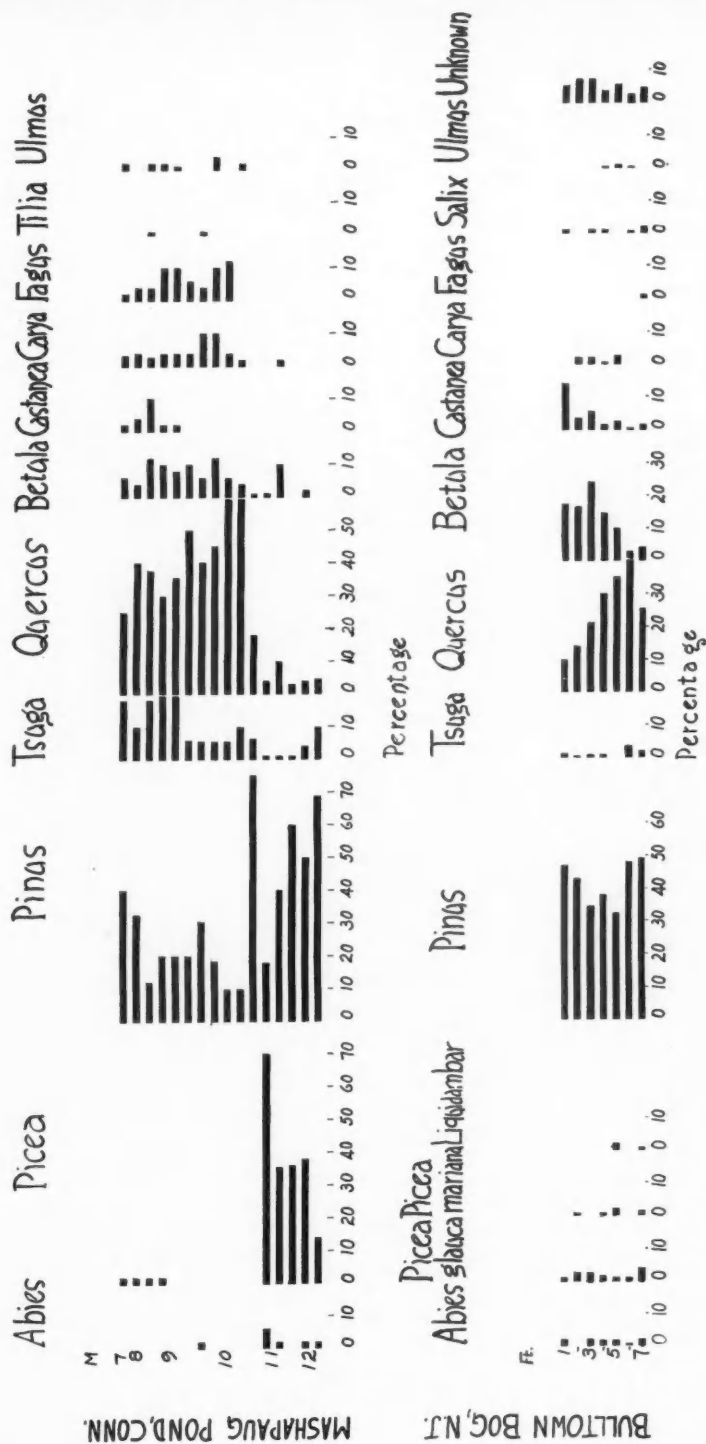 Abies Picea Pinus Tsuga Quercus Betula Castanea Carya Fagus Tilia Ulmus
MASHAPAUG POND, CONN.
M
7
8
9
10
11
12
0 10 0 10 20 30 40 50 60 70 0 10 20 30 40 50 60 70 0 10 0 10 20 30 40 50 0 10 0 10 0 10 0 10 0 10 0 10
Percentage
Picea Picea
Abies glauca mariana Liquidambar Pinus Tsuga Quercus Betula Castanea Carya Fagus Salix Ulmus Unknown
BULLTOWN BOG, N.J.
Ft.
1
3
5
7
0 10 0 10 0 10 0 10 0 10 20 30 40 50 60 0 10 0 10 20 30 0 10 20 30 0 10 0 10 0 10 0 10 0 10 0 10
Percentage